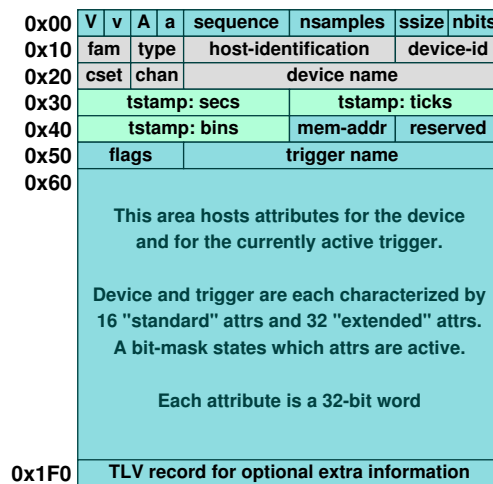 0x00 V v A a sequence nsamples ssize nbits
0x10 fam type host-identification device-id
0x20 cset chan device name
0x30 tstamp: secs tstamp: ticks
0x40 tstamp: bins mem-addr reserved
0x50 flags trigger name
0x60
This area hosts attributes for the device
and for the currently active trigger.
Device and trigger are each characterized by
16 "standard" attrs and 32 "extended" attrs.
A bit-mask states which attrs are active.
Each attribute is a 32-bit word
0x1F0 TLV record for optional extra information